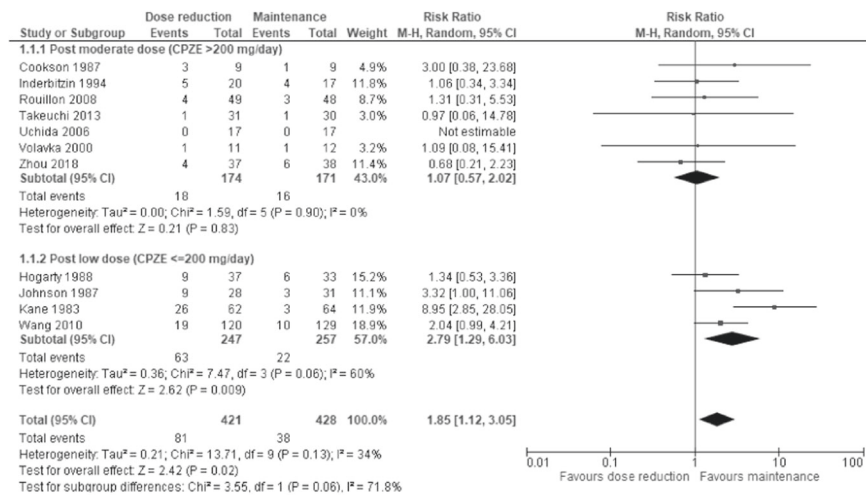 Dose reduction Maintenance Risk Ratio Risk Ratio
Study or Subgroup Events Total Events Total Weight M-H, Random, 95% CI M-H, Random, 95% CI
1.1.1 Post moderate dose (CPZE >200 mg/day)
Cookson 1987 3 9 1 9 4.9% 3.00 [0.38, 23.68]
Inderbitzin 1994 5 20 4 17 11.8% 1.06 [0.34, 3.34]
Rouillon 2008 4 49 3 48 8.7% 1.31 [0.31, 5.53]
Takeuchi 2013 1 31 1 30 3.0% 0.97 [0.06, 14.78]
Uchida 2006 0 17 0 17 Not estimable
Volavka 2000 1 11 1 12 3.2% 1.09 [0.08, 15.41]
Zhou 2018 4 37 6 38 11.4% 0.68 [0.21, 2.23]
Subtotal (95% CI) 174 171 43.0% 1.07 [0.57, 2.02]
Total events 18 16
Heterogeneity: Tau² = 0.00; Chi² = 1.59, df = 5 (P = 0.90); I² = 0%
Test for overall effect: Z = 0.21 (P = 0.83)
1.1.2 Post low dose (CPZE <=200 mg/day)
Hogarty 1988 9 37 6 33 15.2% 1.34 [0.53, 3.36]
Johnson 1987 9 28 3 31 11.1% 3.32 [1.00, 11.06]
Kane 1983 26 62 3 64 11.9% 8.95 [2.85, 28.05]
Wang 2010 19 120 10 129 18.9% 2.04 [0.99, 4.21]
Subtotal (95% CI) 247 257 57.0% 2.79 [1.29, 6.03]
Total events 63 22
Heterogeneity: Tau² = 0.36; Chi² = 7.47, df = 3 (P = 0.06); I² = 60%
Test for overall effect: Z = 2.62 (P = 0.009)
Total (95% CI) 421 428 100.0% 1.85 [1.12, 3.05]
Total events 81 38
Heterogeneity: Tau² = 0.21; Chi² = 13.71, df = 9 (P = 0.13); I² = 34%
Test for overall effect: Z = 2.42 (P = 0.02)
Test for subgroup differences: Chi² = 3.55, df = 1 (P = 0.06), I² = 71.8%
0.01 0.1 1 10 100
Favours dose reduction Favours maintenance